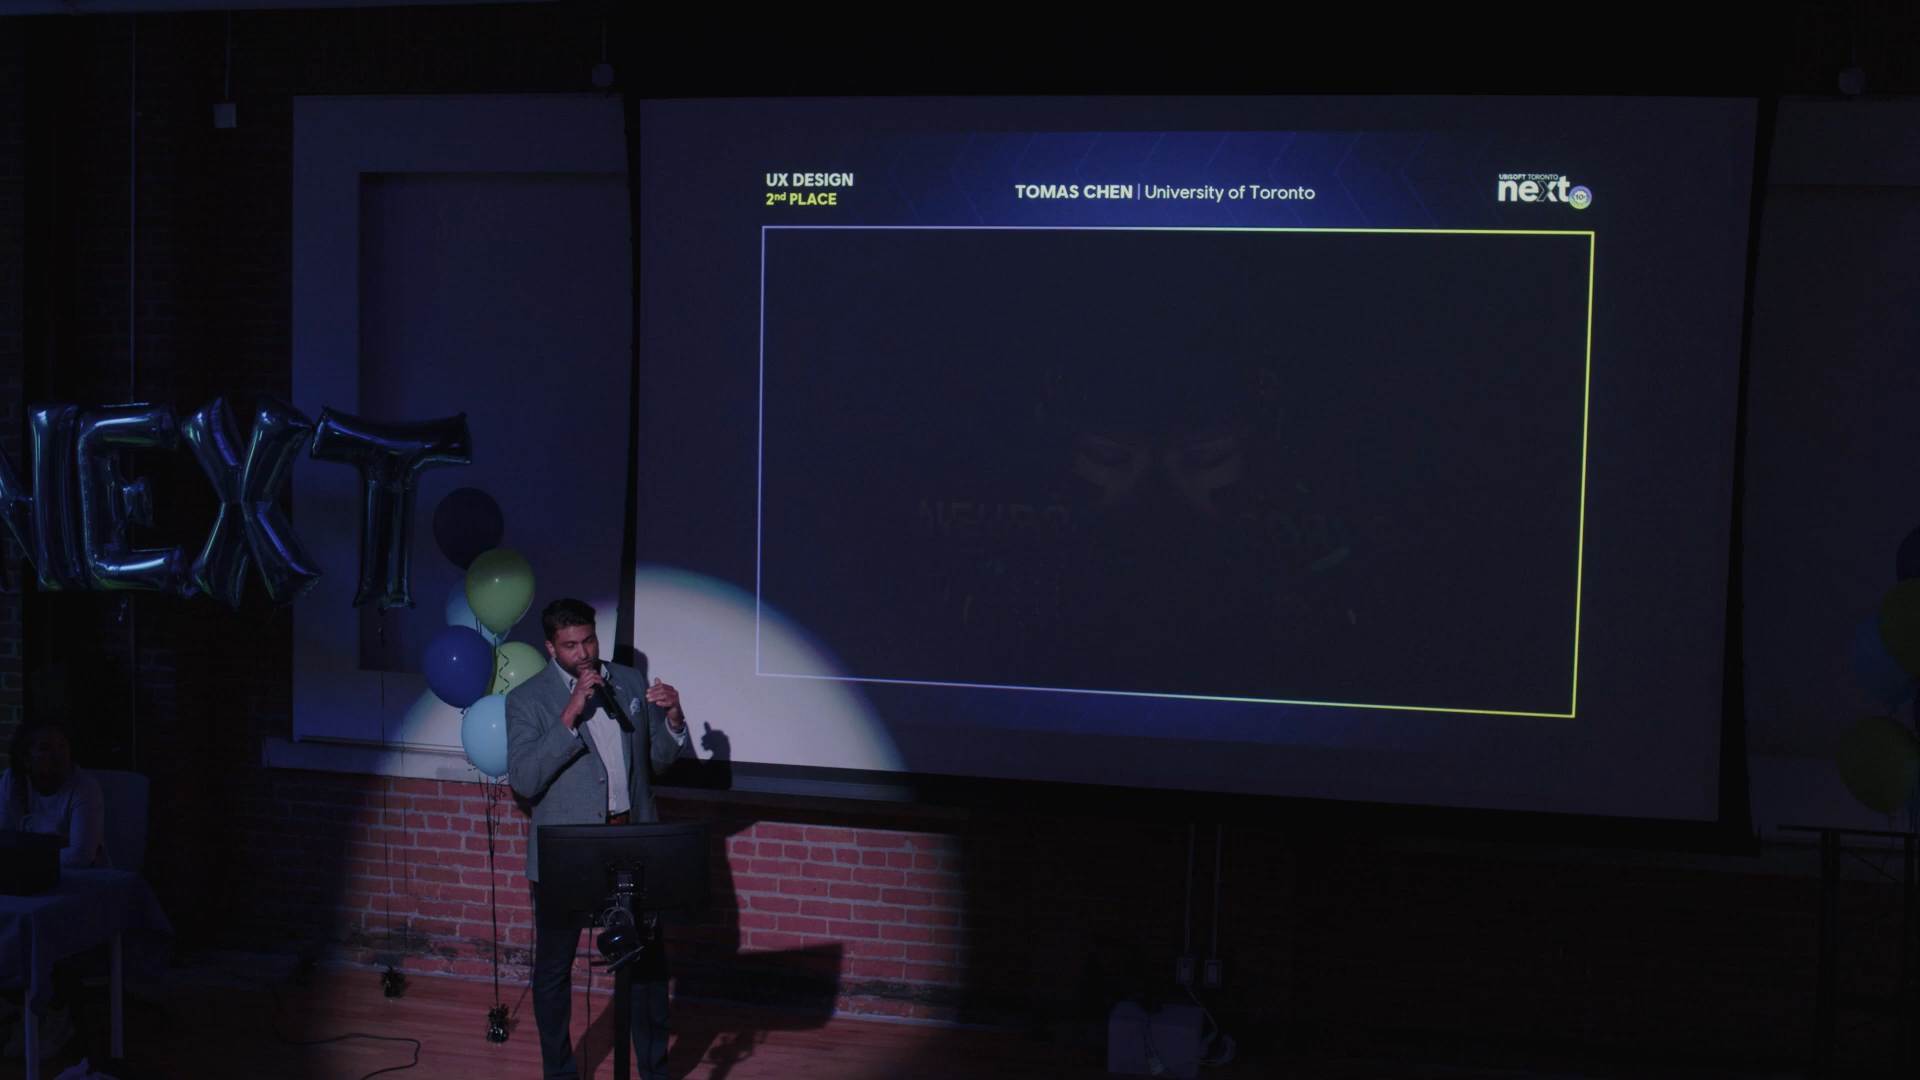 UX DESIGN
2nd PLACE
TOMAS CHEN | University of Toronto
UBISOFT TORONTO
next
NEXT